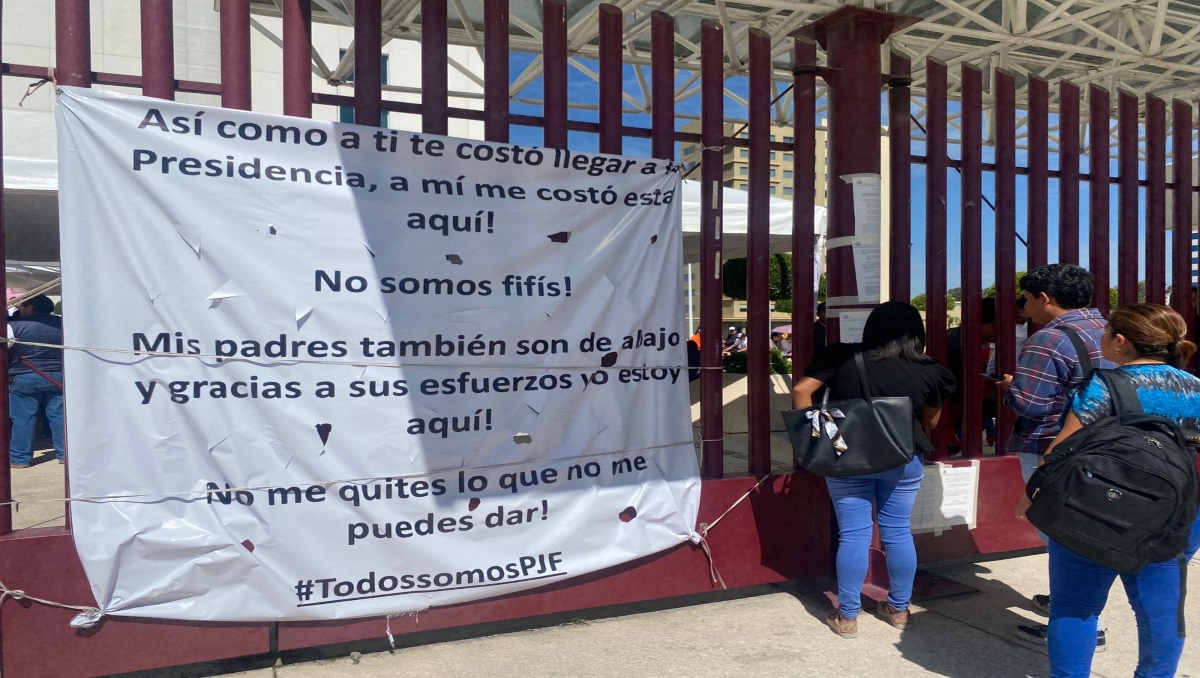 Así como a ti te costó llegar a
Presidencia, a mí me costó esta
aquí!
No somos fifís!
Mis padres también son de abajo
y gracias a sus esfuerzos yo estoy
aquí!
No me quites lo que no me
puedes dar!
#TodossomosPJF